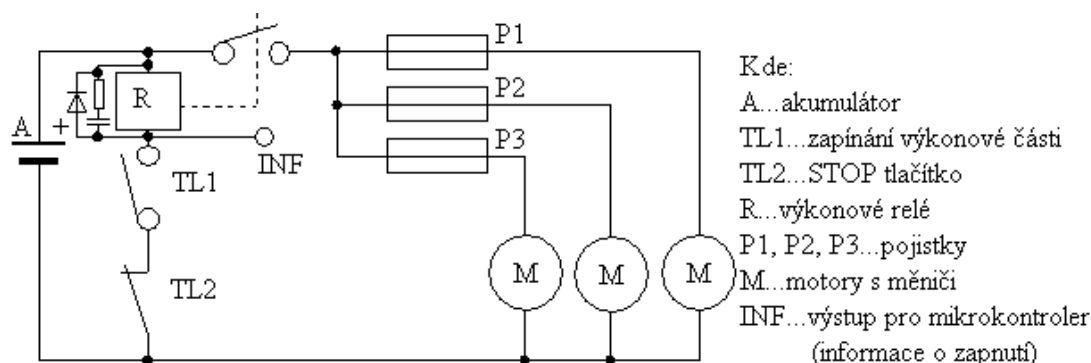 P1
P2
P3
R
A
+
INF
TL1
TL2
M
M
M
Kde:
A...akumulátor
TL1...zapínání výkonové části
TL2...STOP tlačítko
R...výkonové relé
P1, P2, P3...pojistky
M...motory s měniči
INF...výstup pro mikrokontroler
(informace o zapnutí)